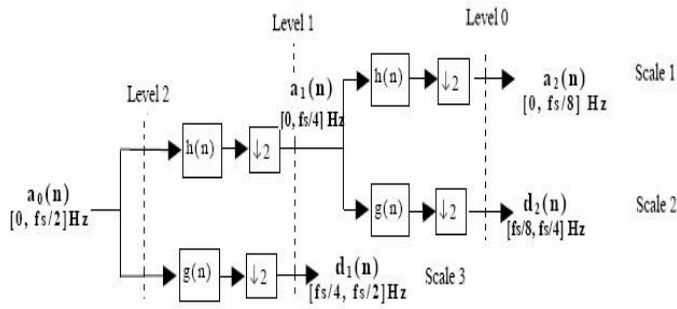 Level 0
Level 1
h(n)
↓2
a₂(n)
[0, fs/8] Hz
Scale 1
Level 2
a₁(n)
[0, fs/4] Hz
h(n)
↓2
a₀(n)
[0, fs/2]Hz
g(n)
↓2
d₂(n)
[fs/8, fs/4] Hz
Scale 2
g(n)
↓2
d₁(n)
[fs/4, fs/2]Hz
Scale 3